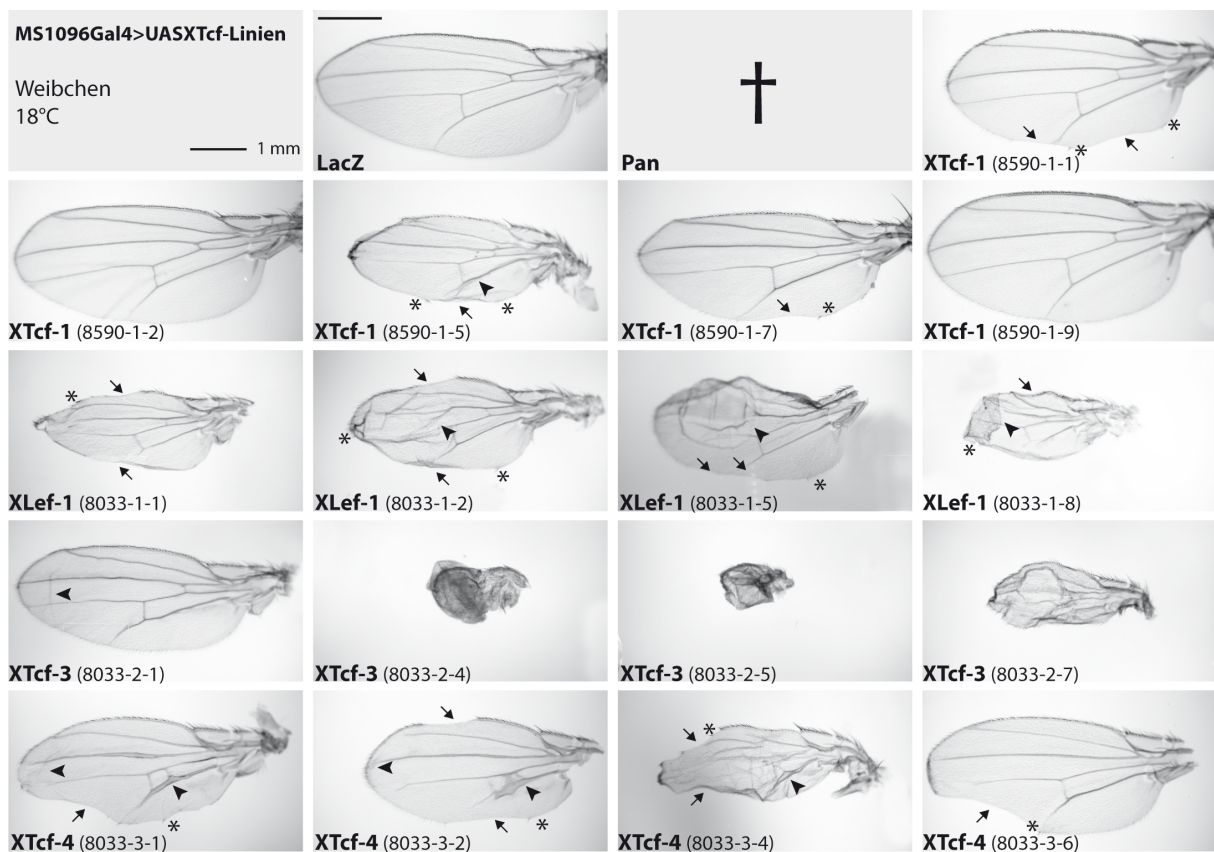 MS1096Gal4>UASXTcf-Linien
Weibchen
18°C
1 mm
LacZ
Pan
XTcf-1 (8590-1-1)
XTcf-1 (8590-1-2)
XTcf-1 (8590-1-5)
XTcf-1 (8590-1-7)
XTcf-1 (8590-1-9)
XLef-1 (8033-1-1)
XLef-1 (8033-1-2)
XLef-1 (8033-1-5)
XLef-1 (8033-1-8)
XTcf-3 (8033-2-1)
XTcf-3 (8033-2-4)
XTcf-3 (8033-2-5)
XTcf-3 (8033-2-7)
XTcf-4 (8033-3-1)
XTcf-4 (8033-3-2)
XTcf-4 (8033-3-4)
XTcf-4 (8033-3-6)